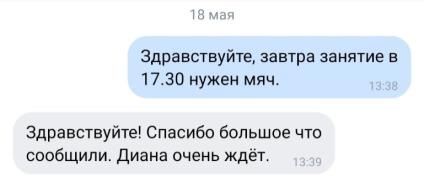 18 мая
Здравствуйте, завтра занятие в
17.30 нужен мяч.
13:38
Здравствуйте! Спасибо большое что
сообщили. Диана очень ждёт.
13:39